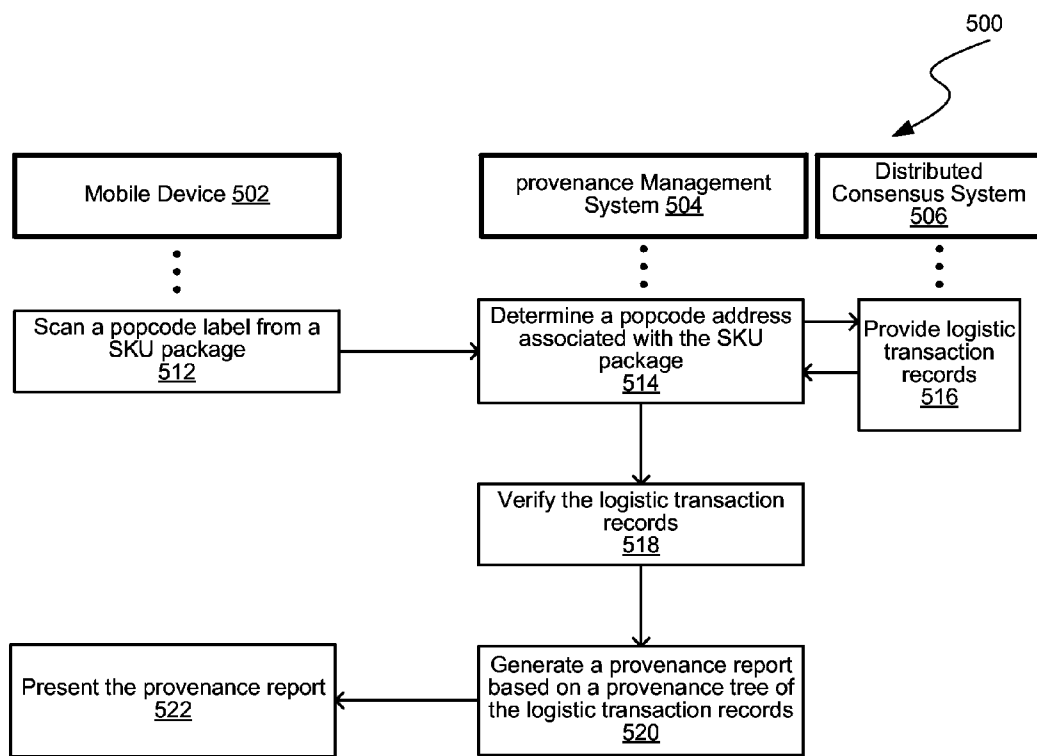 500
Mobile Device 502
provenance Management
System 504
Distributed
Consensus System
506
Scan a popcode label from a
SKU package
512
Determine a popcode address
associated with the SKU
package
514
Provide logistic
transaction
records
516
Verify the logistic transaction
records
518
Present the provenance report
522
Generate a provenance report
based on a provenance tree of
the logistic transaction records
520